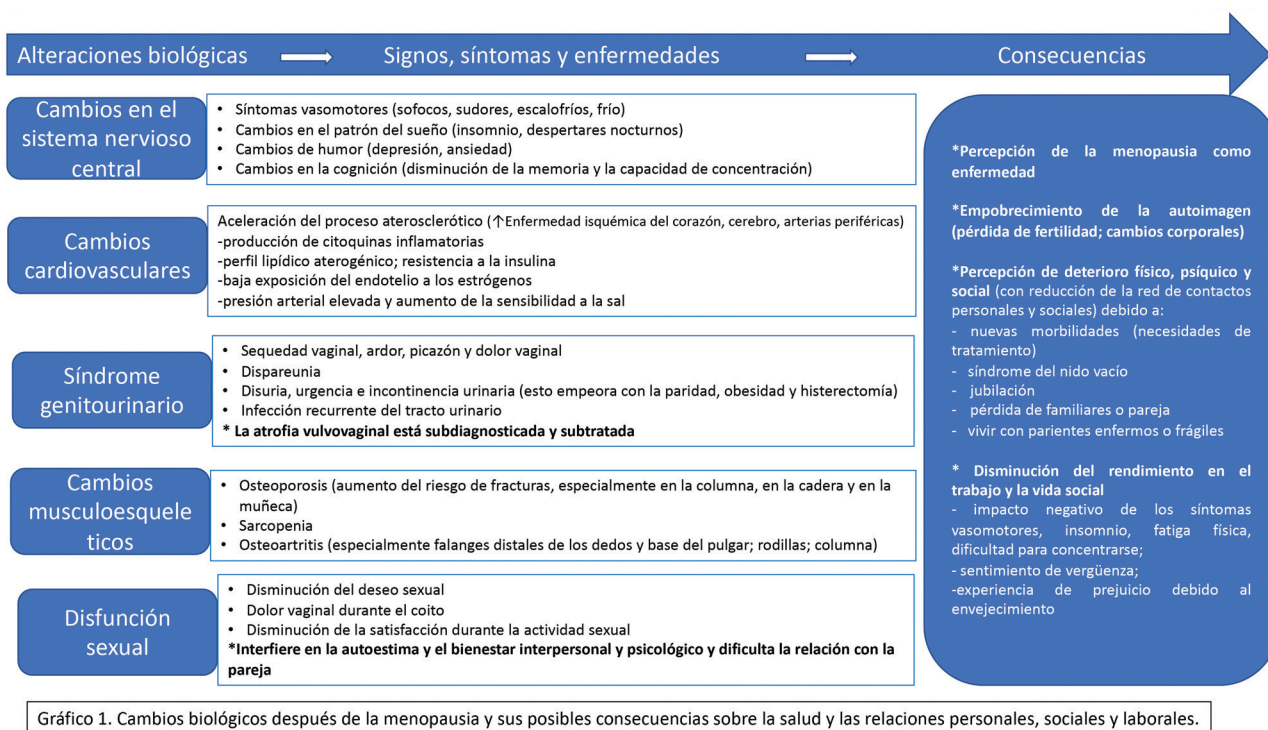 Alteraciones biológicas
Signos, síntomas y enfermedades
Consecuencias
Cambios en el
sistema nervioso
central
• Síntomas vasomotores (sofocos, sudores, escalofríos, frío)
• Cambios en el patrón del sueño (insomnio, despertares nocturnos)
• Cambios de humor (depresión, ansiedad)
• Cambios en la cognición (disminución de la memoria y la capacidad de concentración)
Cambios
cardiovasculares
Aceleración del proceso aterosclerótico (↑Enfermedad isquémica del corazón, cerebro, arterias periféricas)
-producción de citoquinas inflamatorias
-perfil lipídico aterogénico; resistencia a la insulina
-baja exposición del endotelio a los estrógenos
-presión arterial elevada y aumento de la sensibilidad a la sal
Síndrome
genitourinario
• Sequedad vaginal, ardor, picazón y dolor vaginal
• Dispareunia
• Disuria, urgencia e incontinencia urinaria (esto empeora con la paridad, obesidad y histerectomía)
• Infección recurrente del tracto urinario
* La atrofia vulvovaginal está subdiagnosticada y subtratada
Cambios
musculoesquele
ticos
• Osteoporosis (aumento del riesgo de fracturas, especialmente en la columna, en la cadera y en la
muñeca)
• Sarcopenia
• Osteoartritis (especialmente falanges distales de los dedos y base del pulgar; rodillas; columna)
Disfunción
sexual
• Disminución del deseo sexual
• Dolor vaginal durante el coito
• Disminución de la satisfacción durante la actividad sexual
*Interfiere en la autoestima y el bienestar interpersonal y psicológico y dificulta la relación con la
pareja
*Percepción de la menopausia como
enfermedad
*Empobrecimiento de la autoimagen
(pérdida de fertilidad; cambios corporales)
*Percepción de deterioro físico, psíquico y
social (con reducción de la red de contactos
personales y sociales) debido a:
- nuevas morbilidades (necesidades de
tratamiento)
- síndrome del nido vacío
- jubilación
- pérdida de familiares o pareja
- vivir con parientes enfermos o frágiles
* Disminución del rendimiento en el
trabajo y la vida social
- impacto negativo de los síntomas
vasomotores, insomnio, fatiga física,
dificultad para concentrarse;
- sentimiento de vergüenza;
-experiencia de prejuicio debido al
envejecimiento
Gráfico 1. Cambios biológicos después de la menopausia y sus posibles consecuencias sobre la salud y las relaciones personales, sociales y laborales.